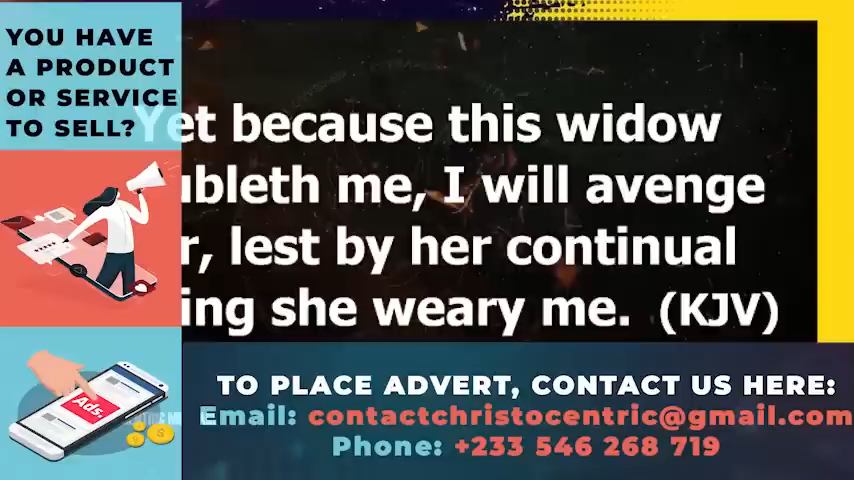 YOU HAVE
A PRODUCT
OR SERVICE
TO SELL?
Yet because this widow
ubleth me, I will avenge
r, lest by her continual
ing she weary me. (KJV)
Ads.
TO PLACE ADVERT, CONTACT US HERE:
Email: contactchristocentric@gmail.com
Phone: +233 546 268 719